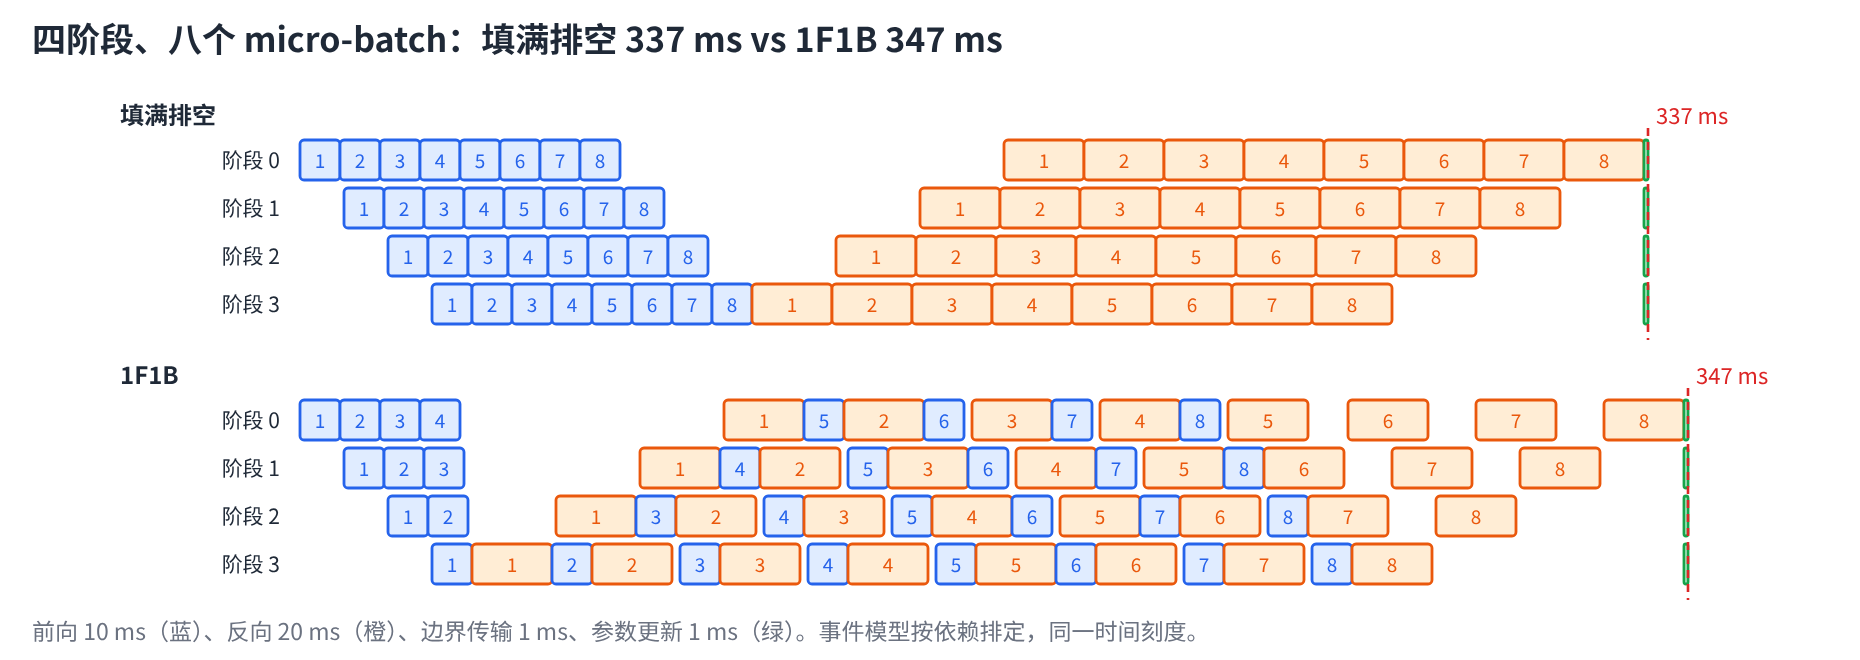 四阶段、八个 micro-batch：填满排空 337 ms vs 1F1B 347 ms
填满排空
337 ms
阶段 0 1 2 3 4 5 6 7 8 1 2 3 4 5 6 7 8
阶段 1 1 2 3 4 5 6 7 8 1 2 3 4 5 6 7 8
阶段 2 1 2 3 4 5 6 7 8 1 2 3 4 5 6 7 8
阶段 3 1 2 3 4 5 6 7 8 1 2 3 4 5 6 7 8
1F1B
347 ms
阶段 0 1 2 3 4 1 5 2 6 3 7 4 8 5 6 7 8
阶段 1 1 2 3 1 4 2 5 3 6 4 7 5 8 6 7 8
阶段 2 1 2 1 3 2 4 3 5 4 6 5 7 6 8 7 8
阶段 3 1 1 2 2 3 3 4 4 5 5 6 6 7 7 8 8
前向 10 ms（蓝）、反向 20 ms（橙）、边界传输 1 ms、参数更新 1 ms（绿）。事件模型按依赖排定，同一时间刻度。